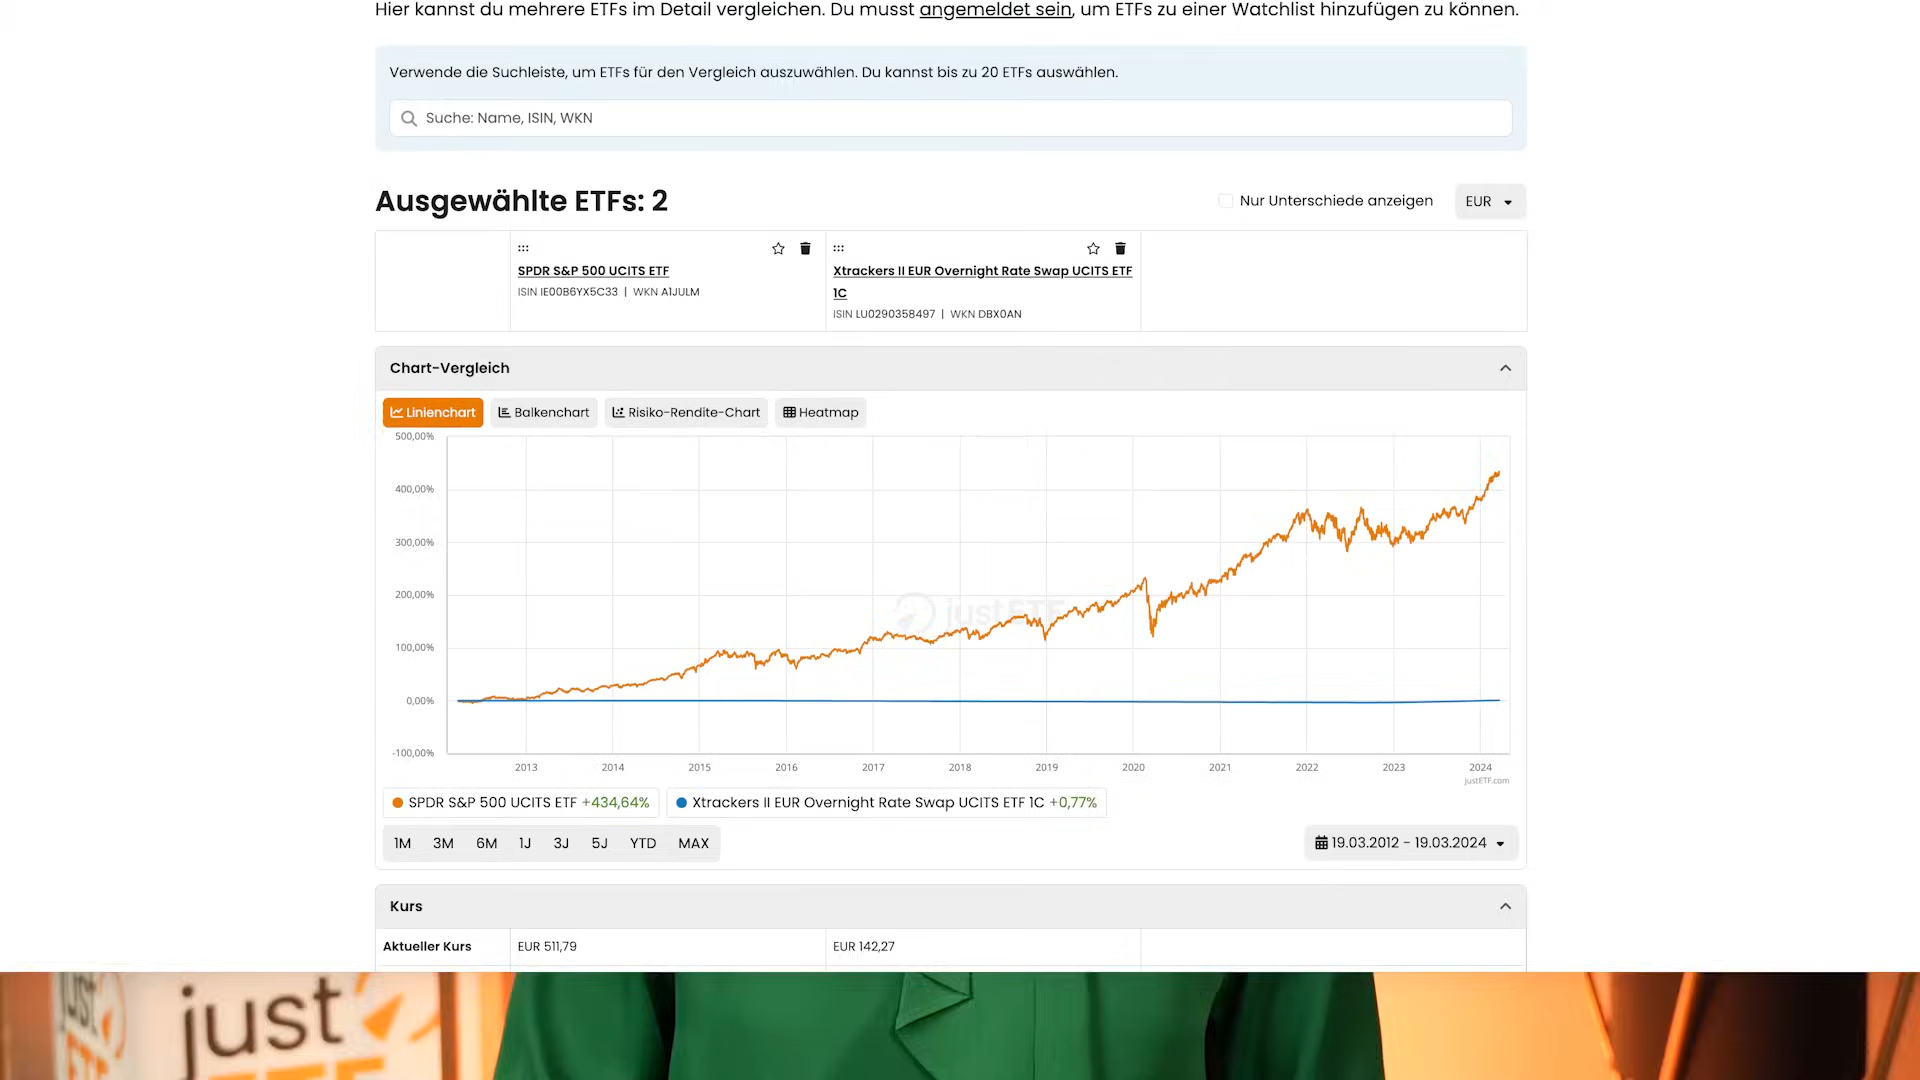 Hier kannst du mehrere ETFs im Detail vergleichen. Du musst angemeldet sein, um ETFs zu einer Watchlist hinzufügen zu können.
Verwende die Suchleiste, um ETFs für den Vergleich auszuwählen. Du kannst bis zu 20 ETFs auswählen.
Suche: Name, ISIN, WKN
Ausgewählte ETFs: 2
Nur Unterschiede anzeigen
EUR
SPDR S&P 500 UCITS ETF
ISIN IE00B6YX5C33 | WKN A1JULM
Xtrackers II EUR Overnight Rate Swap UCITS ETF
1C
ISIN LU0290358497 | WKN DBX0AN
Chart-Vergleich
Linienchart Balkenchart Risiko-Rendite-Chart Heatmap
500,00%
400,00%
300,00%
200,00%
100,00%
0,00%
-100,00%
justETF
2013 2014 2015 2016 2017 2018 2019 2020 2021 2022 2023 2024
justETF.com
SPDR S&P 500 UCITS ETF +434,64% Xtrackers II EUR Overnight Rate Swap UCITS ETF 1C +0,77%
1M 3M 6M 1J 3J 5J YTD MAX
19.03.2012 - 19.03.2024
Kurs
Aktueller Kurs EUR 511,79 EUR 142,27
just
ETF
just
ETF